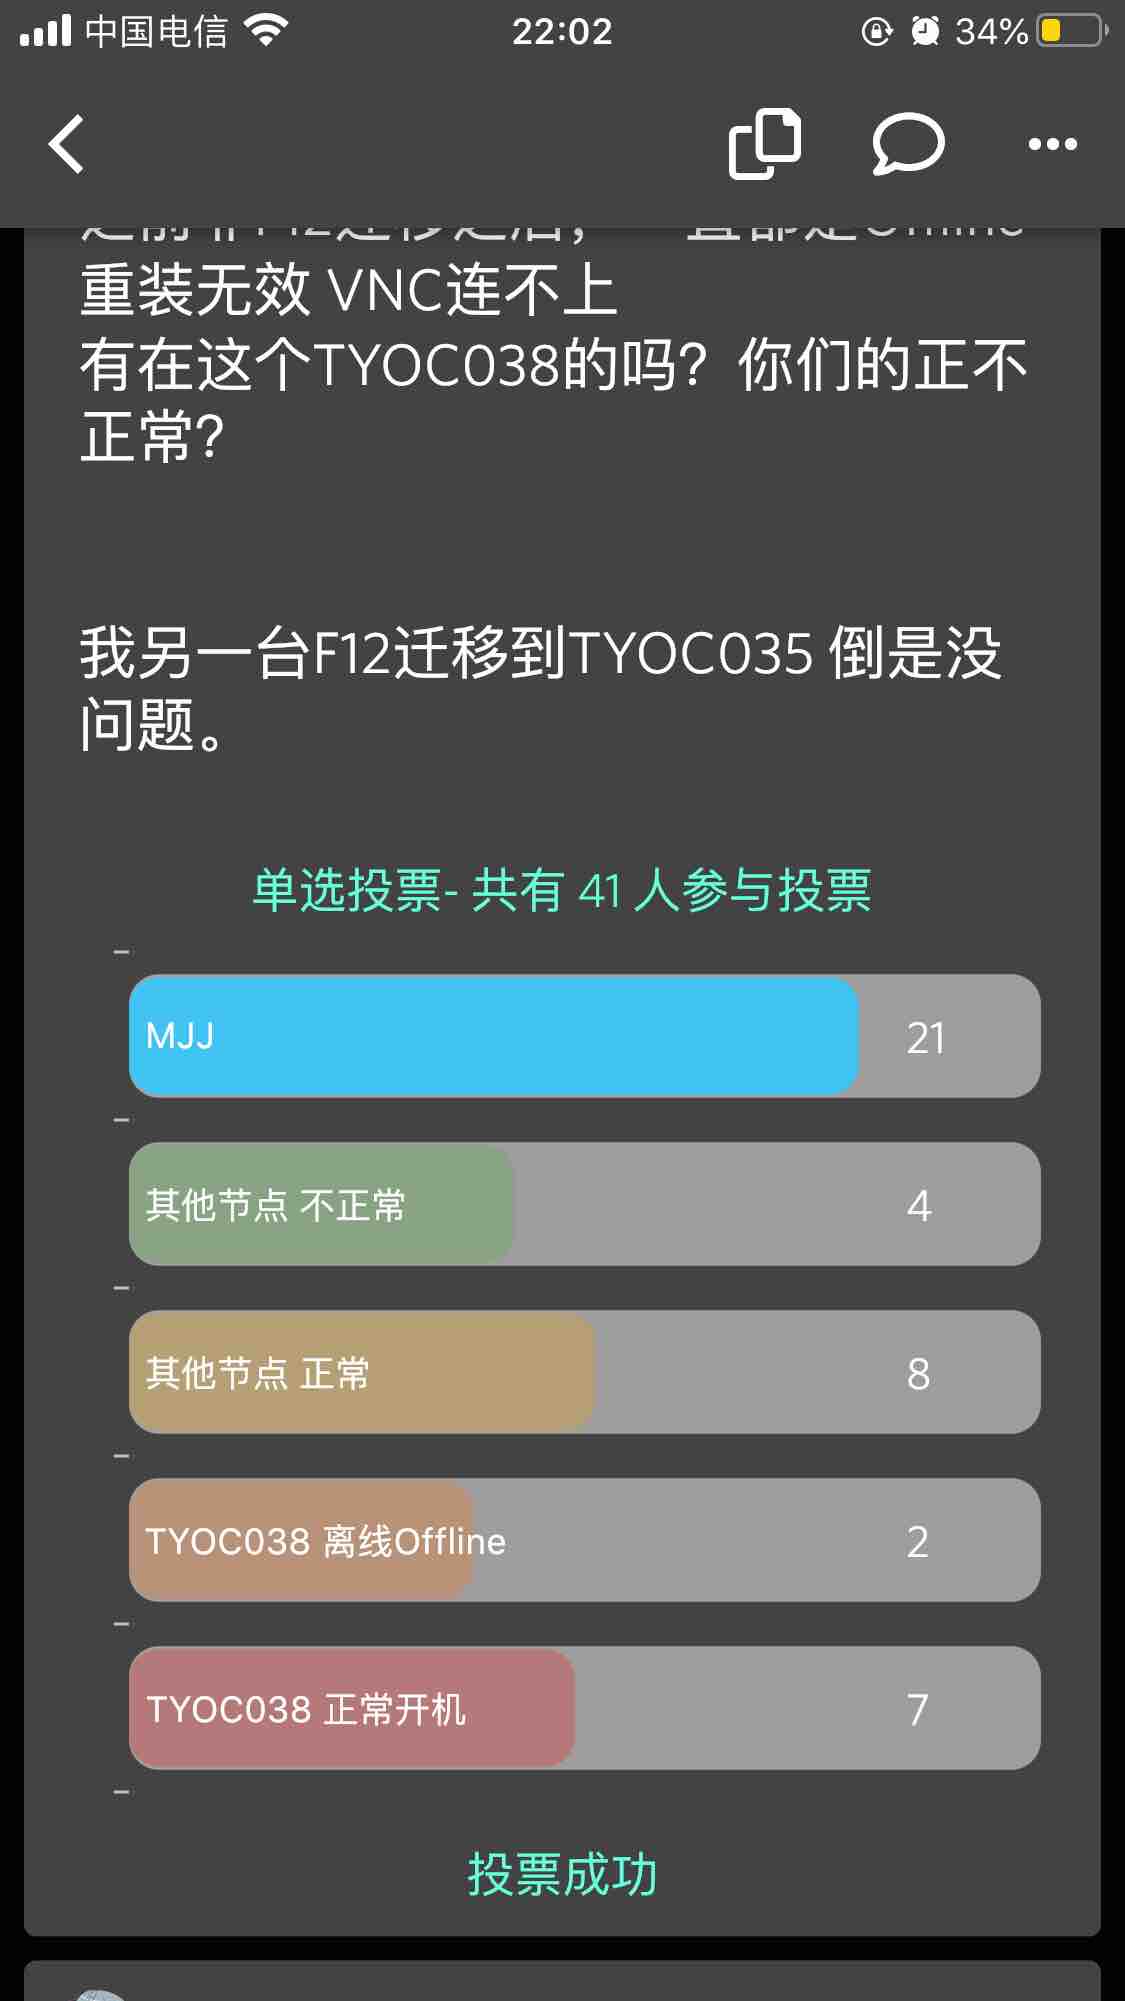 中国电信
22:02
34%
重装无效 VNC连不上
有在这个TYOC038的吗？你们的正不
正常？
我另一台F12迁移到TYOC035 倒是没
问题。
单选投票- 共有 41 人参与投票
MJJ 21
其他节点 不正常 4
其他节点 正常 8
TYOC038 离线Offline 2
TYOC038 正常开机 7
投票成功